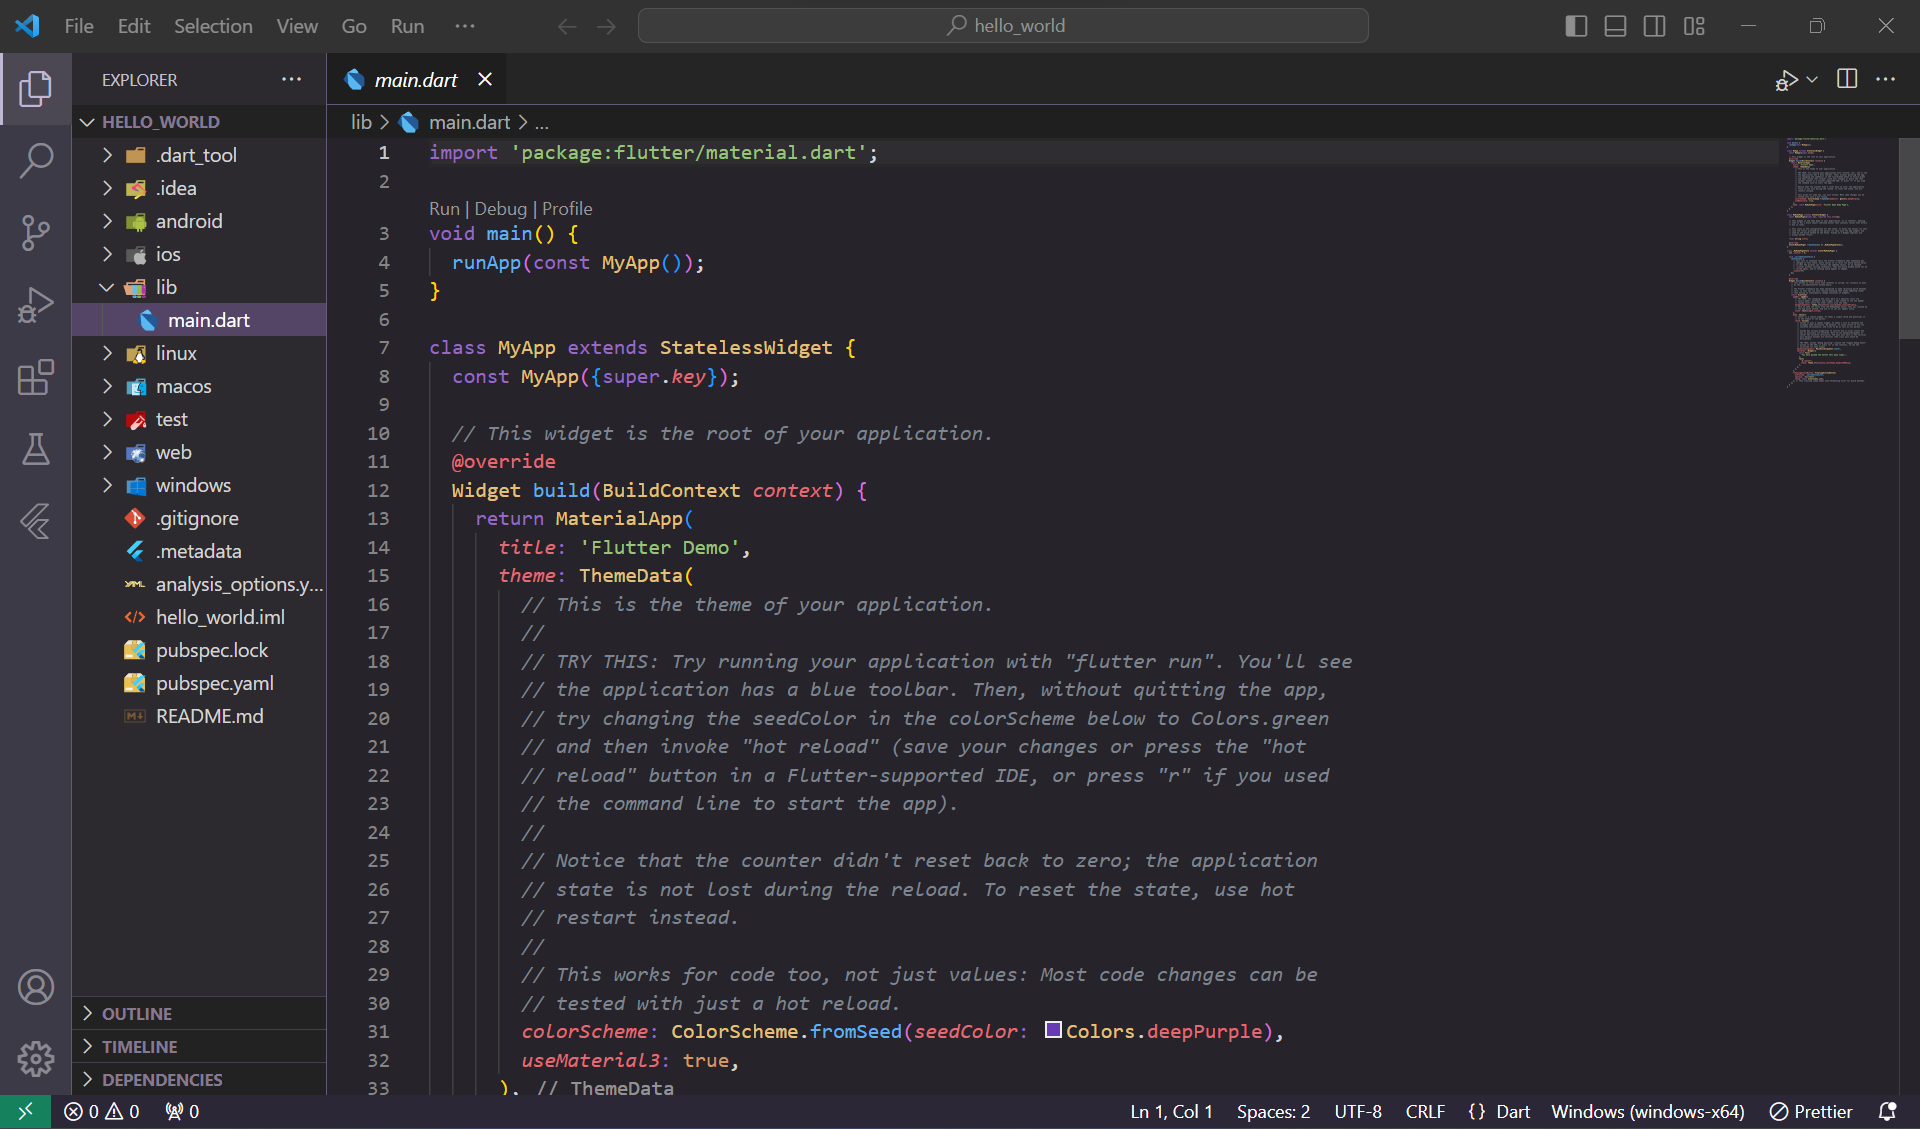 File Edit Selection View Go Run ... hello_world
EXPLORER ...
main.dart
HELLO_WORLD
.dart_tool
.idea
android
ios
lib
main.dart
linux
macos
test
web
windows
.gitignore
.metadata
analysis_options.y...
hello_world.iml
pubspec.lock
pubspec.yaml
README.md
OUTLINE
TIMELINE
DEPENDENCIES
lib > main.dart > ...
1 import 'package:flutter/material.dart';
2
Run | Debug | Profile
3 void main() {
4 runApp(const MyApp());
5 }
6
7 class MyApp extends StatelessWidget {
8 const MyApp({super.key});
9
10 // This widget is the root of your application.
11 @override
12 Widget build(BuildContext context) {
13 return MaterialApp(
14 title: 'Flutter Demo',
15 theme: ThemeData(
16 // This is the theme of your application.
17 //
18 // TRY THIS: Try running your application with "flutter run". You'll see
19 // the application has a blue toolbar. Then, without quitting the app,
20 // try changing the seedColor in the colorScheme below to Colors.green
21 // and then invoke "hot reload" (save your changes or press the "hot
22 // reload" button in a Flutter-supported IDE, or press "r" if you used
23 // the command line to start the app).
24 //
25 // Notice that the counter didn't reset back to zero; the application
26 // state is not lost during the reload. To reset the state, use hot
27 // restart instead.
28 //
29 // This works for code too, not just values: Most code changes can be
30 // tested with just a hot reload.
31 colorScheme: ColorScheme.fromSeed(seedColor: Colors.deepPurple),
32 useMaterial3: true,
33 ), // ThemeData
0 0 0 Ln 1, Col 1 Spaces: 2 UTF-8 CRLF {} Dart Windows (windows-x64) Prettier